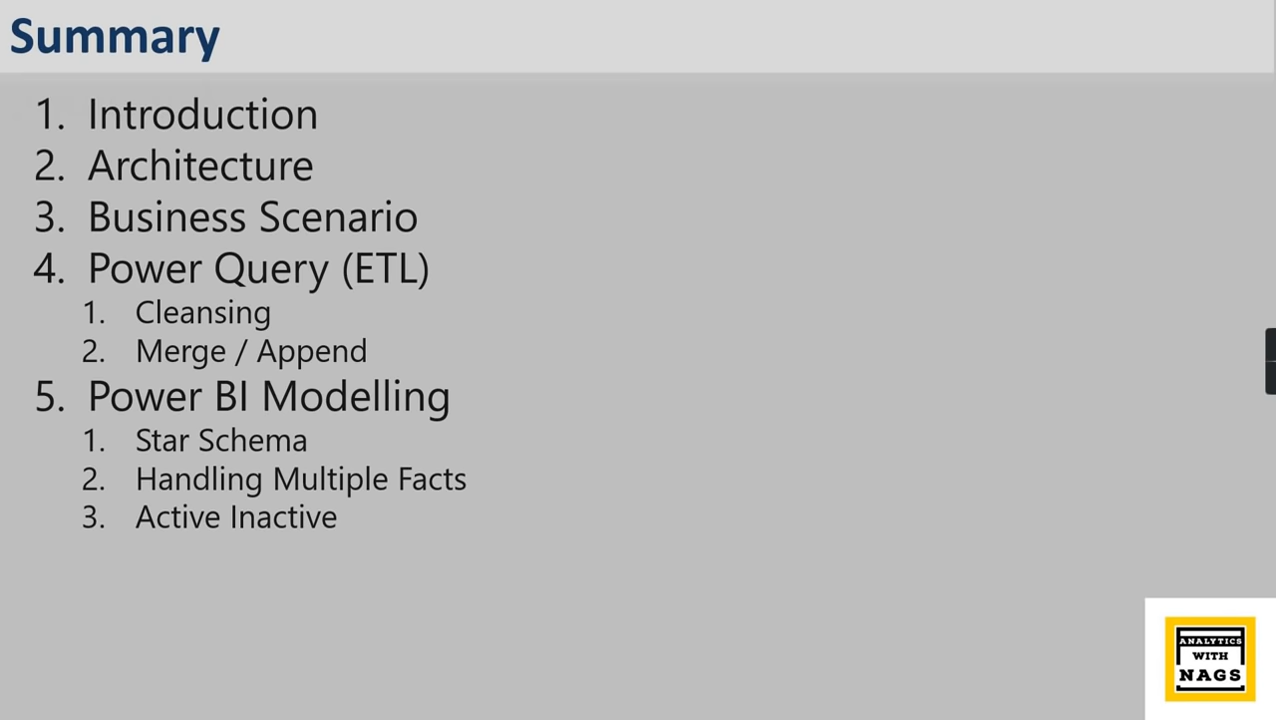 Summary
1. Introduction
2. Architecture
3. Business Scenario
4. Power Query (ETL)
1. Cleansing
2. Merge / Append
5. Power BI Modelling
1. Star Schema
2. Handling Multiple Facts
3. Active Inactive
ANALYTICS
WITH
NAGS